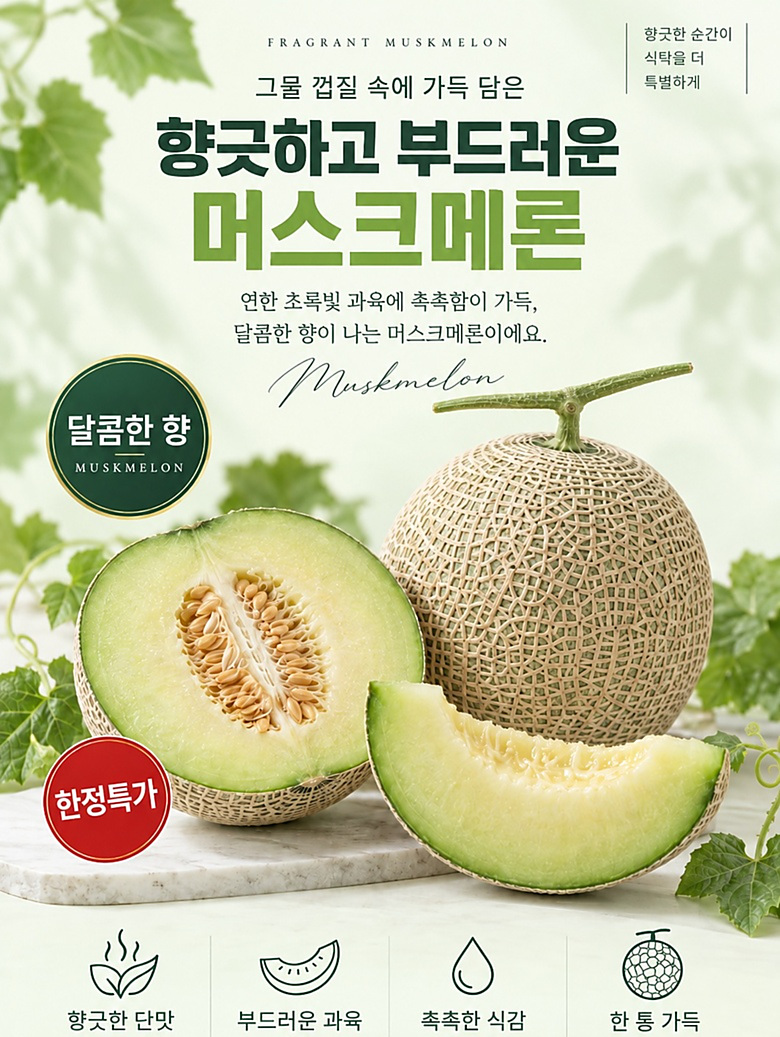 FRAGRANT MUSKMELON
향긋한 순간이
식탁을 더
특별하게
그물 껍질 속에 가득 담은
향긋하고 부드러운
머스크메론
연한 초록빛 과육에 촉촉함이 가득,
달콤한 향이 나는 머스크메론이에요.
Muskmelon
달콤한 향
MUSKMELON
한정특가
향긋한 단맛
부드러운 과육
촉촉한 식감
한 통 가득